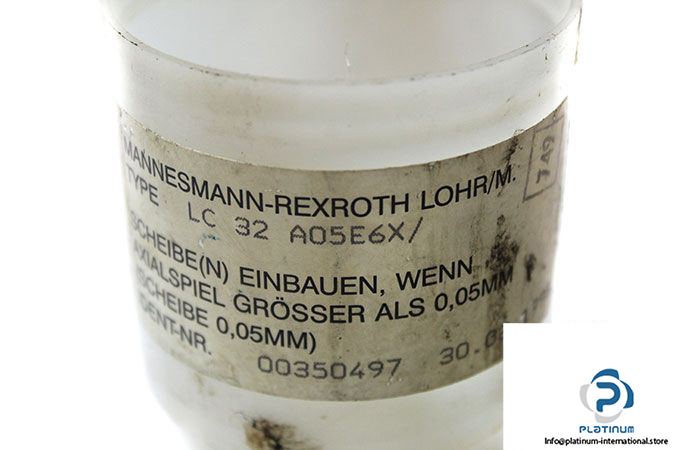 MANNESMANN-REXROTH LOHR/M.
749
TYPE LC 32 A05E6X/
SCHEIBE(N) EINBAUEN, WENN
AXIALSPIEL GRÖSSER ALS 0,05MM
(SCHEIBE 0,05MM)
IDENT-NR. 00350497
PLATINUM
Info@platinum-international.store